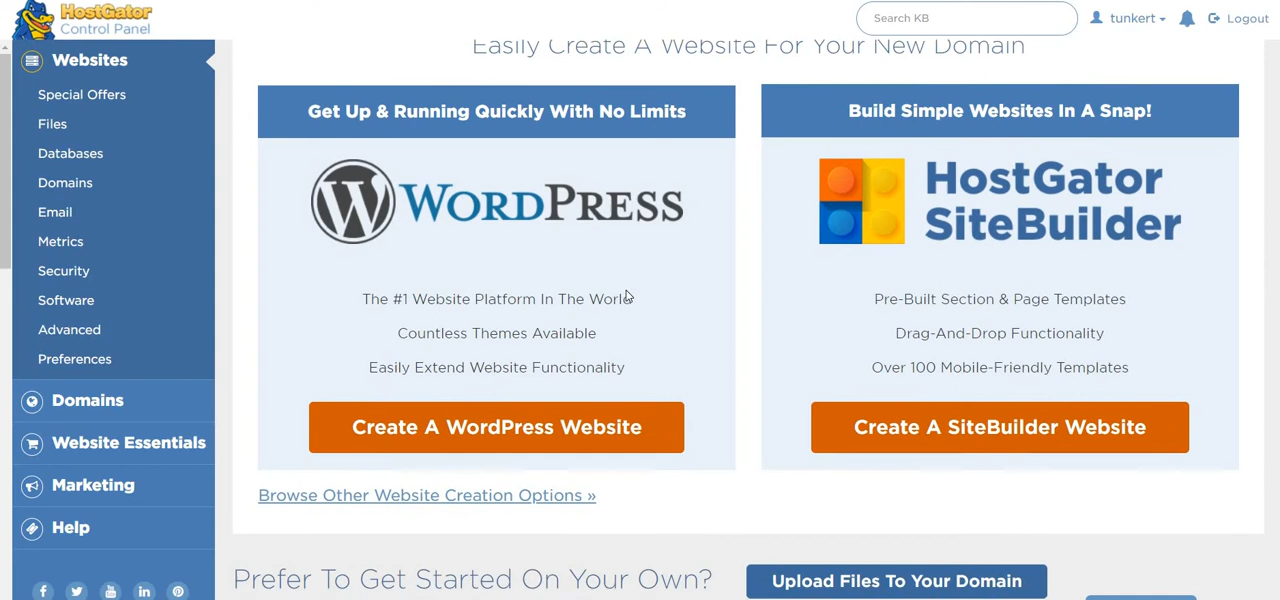 HostGator
Control Panel
Search KB
tunkert
Logout
Websites
Special Offers
Files
Databases
Domains
Email
Metrics
Security
Software
Advanced
Preferences
Domains
Website Essentials
Marketing
Help
Easily Create A Website For Your New Domain
Get Up & Running Quickly With No Limits
WORDPRESS
The #1 Website Platform In The World
Countless Themes Available
Easily Extend Website Functionality
Create A WordPress Website
Build Simple Websites In A Snap!
HostGator
SiteBuilder
Pre-Built Section & Page Templates
Drag-And-Drop Functionality
Over 100 Mobile-Friendly Templates
Create A SiteBuilder Website
Browse Other Website Creation Options »
Prefer To Get Started On Your Own?
Upload Files To Your Domain